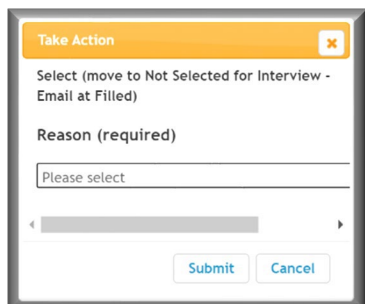 Take Action
Select (move to Not Selected for Interview -
Email at Filled)
Reason (required)
Please select
Submit
Cancel